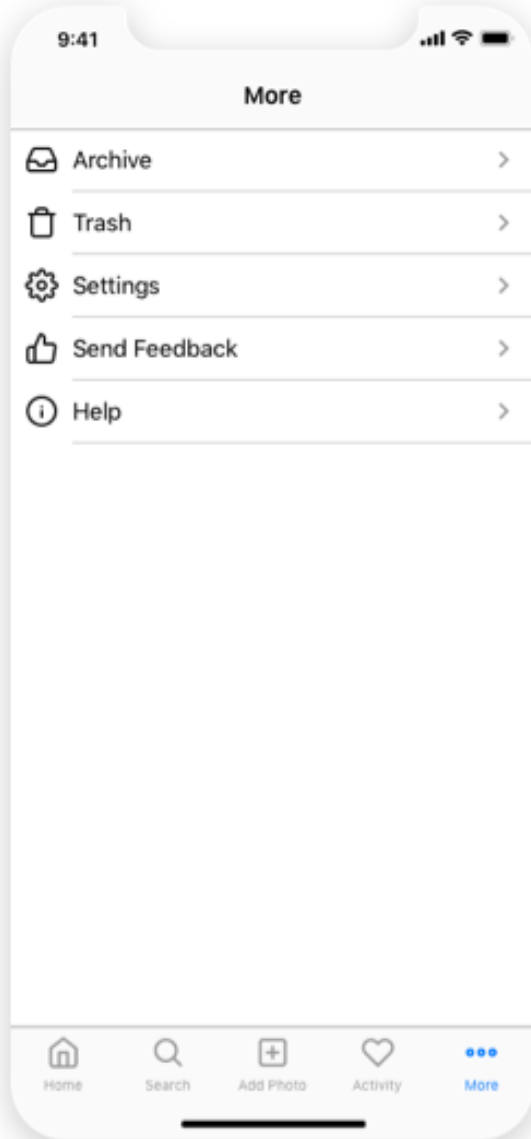 9:41
More
Archive
Trash
Settings
Send Feedback
Help
Home Search Add Photo Activity More